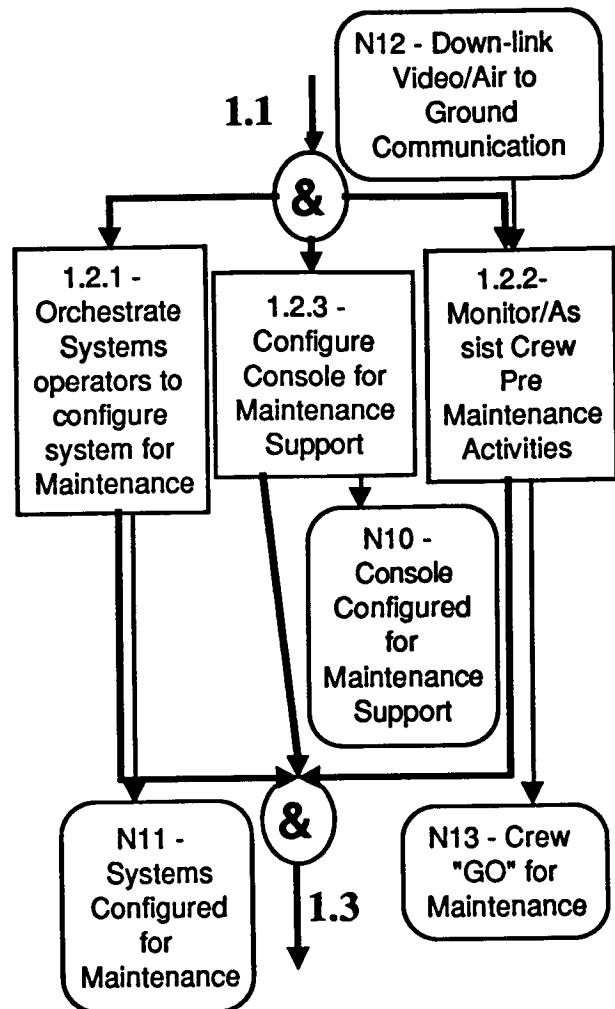 N12 - Down-link
Video/Air to
Ground
Communication
1.1
&
1.2.1 -
Orchestrate
Systems
operators to
configure
system for
Maintenance
1.2.3 -
Configure
Console for
Maintenance
Support
1.2.2-
Monitor/As
sist Crew
Pre
Maintenance
Activities
N10 -
Console
Configured
for
Maintenance
Support
&
N11 -
Systems
Configured
for
Maintenance
1.3
N13 - Crew
"GO" for
Maintenance